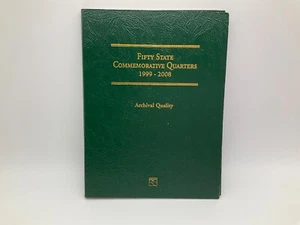 Fifty State
Commemorative Quarters
1999 - 2008
Archival Quality